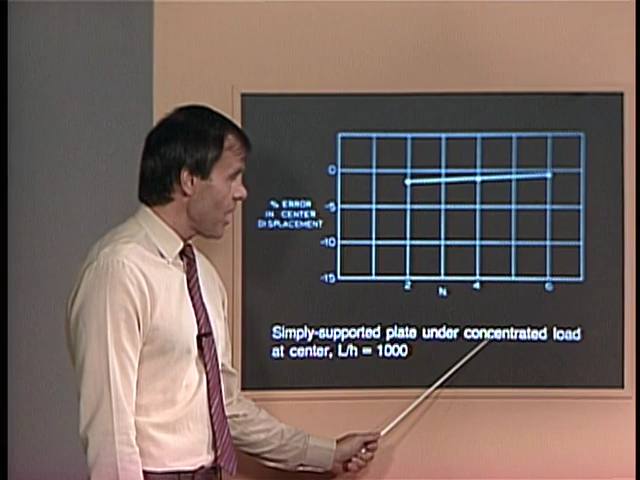 0
% ERROR
IN CENTER
DISPLACEMENT
-5
-10
-15
2
4
6
N
Simply-supported plate under concentrated load
at center, L/h = 1000